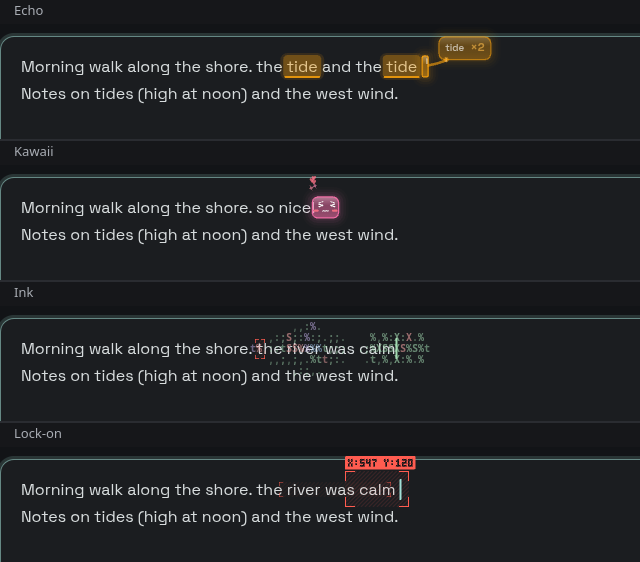 Echo
tide ×2
Morning walk along the shore. the tide and the tide
Notes on tides (high at noon) and the west wind.
Kawaii
Morning walk along the shore. so nice
Notes on tides (high at noon) and the west wind.
Ink
Morning walk along the shore. the river was calm
Notes on tides (high at noon) and the west wind.
Lock-on
X:547 Y:120
Morning walk along the shore. the river was calm
Notes on tides (high at noon) and the west wind.